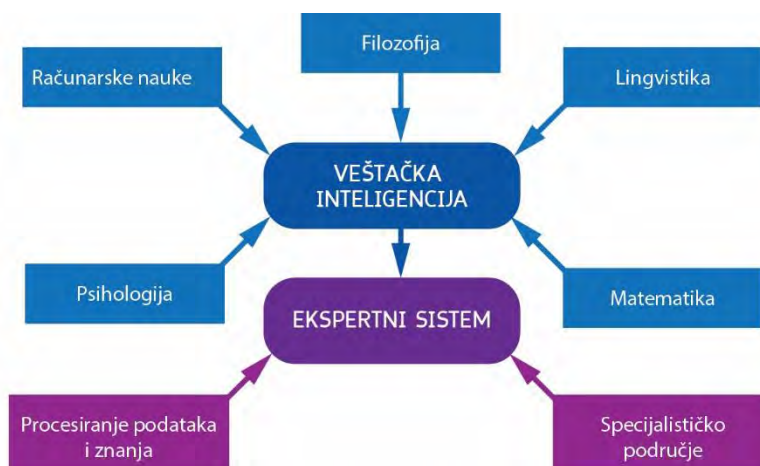 Filozofija
Računarske nauke
Lingvistika
VEŠTAČKA
INTELIGENCIJA
Psihologija
Matematika
EKSPERTNI SISTEM
Procesiranje podataka
i znanja
Specijalističko
područje